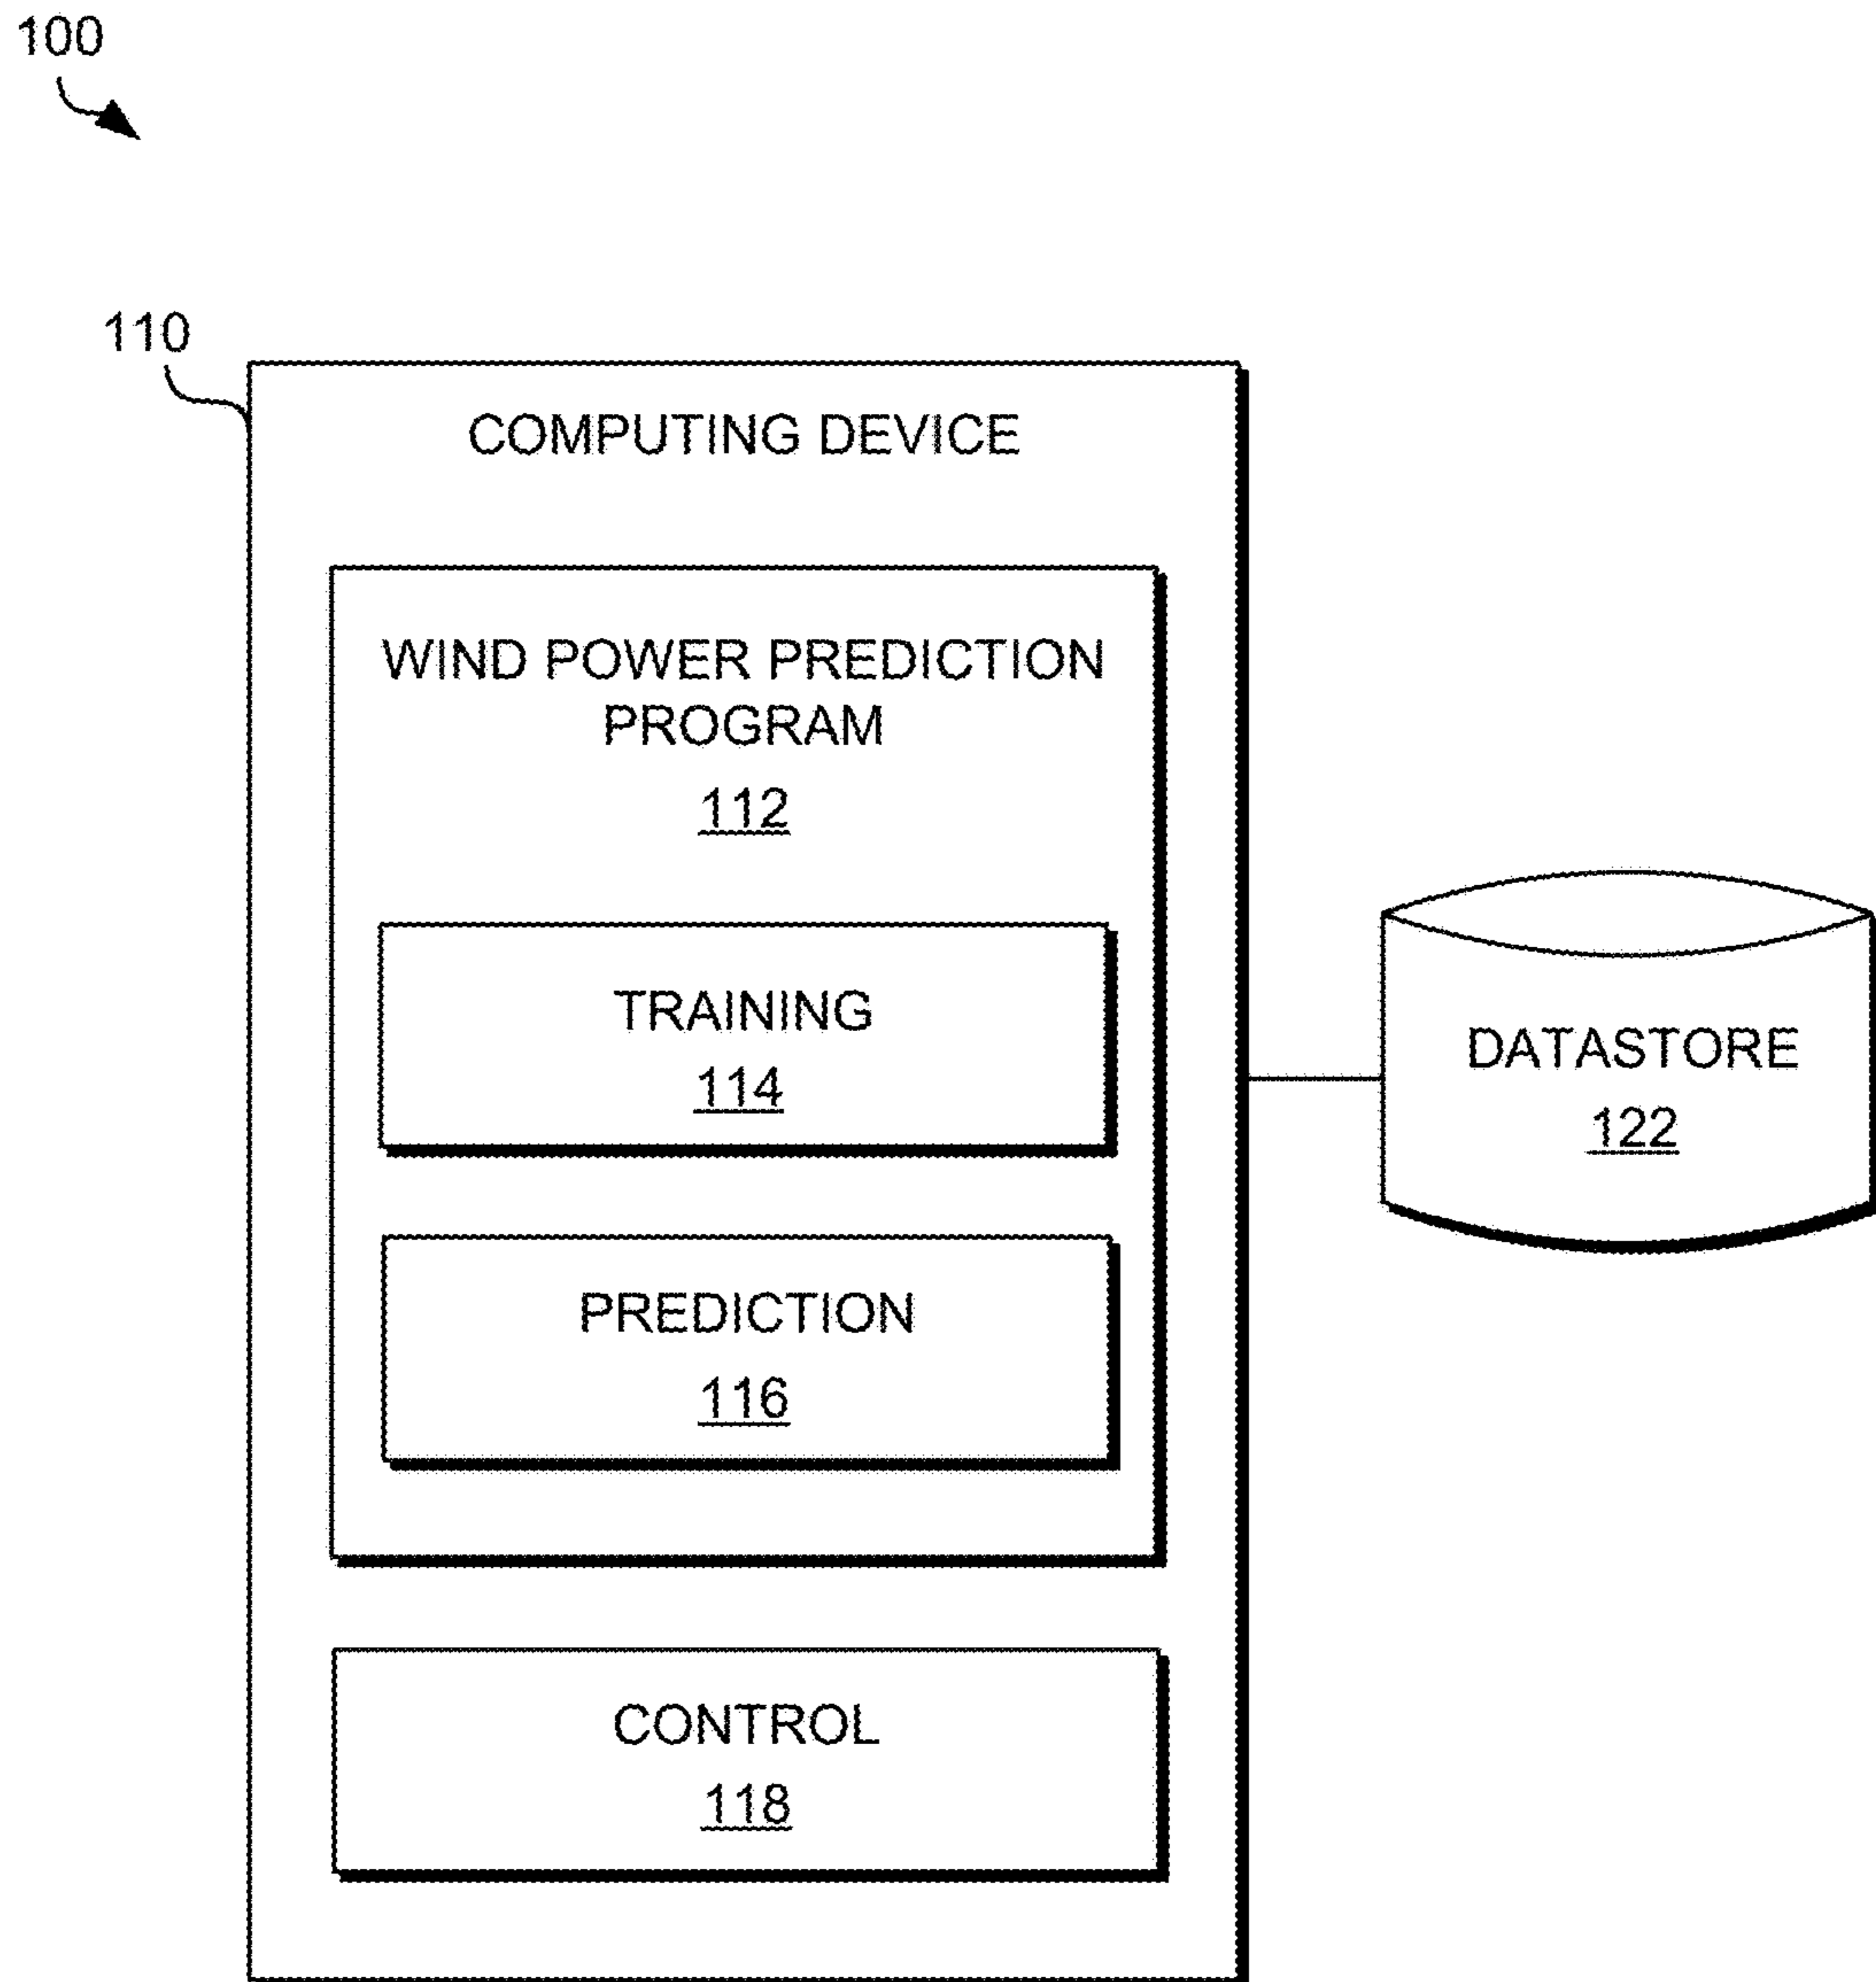 100
110
COMPUTING DEVICE
WIND POWER PREDICTION
PROGRAM
112
TRAINING
114
PREDICTION
116
CONTROL
118
DATASTORE
122